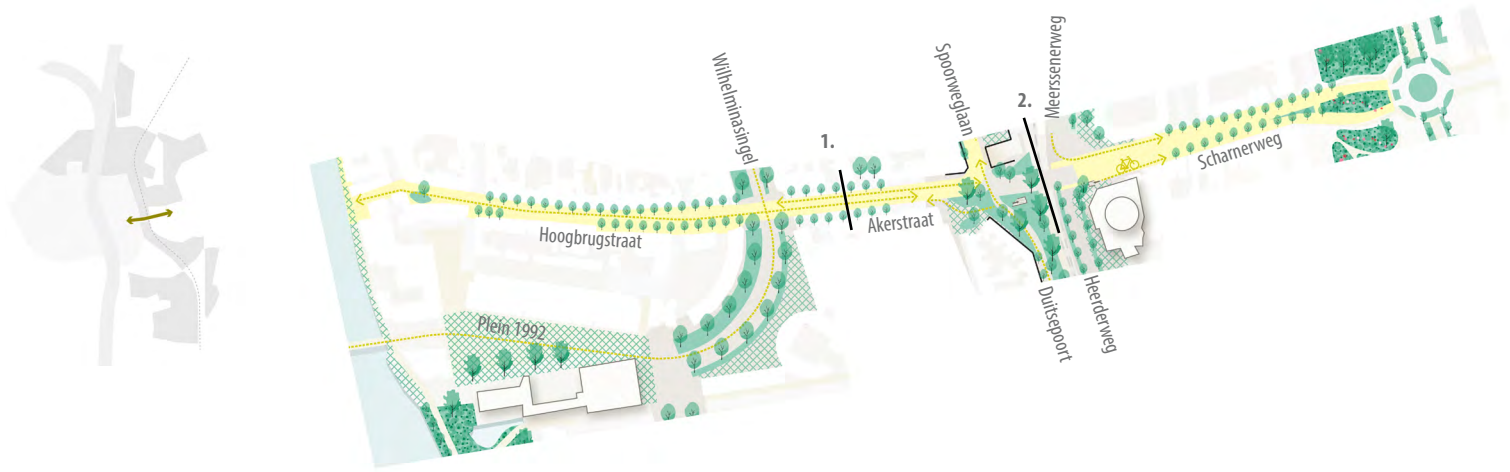 Wilhelminasingel
1.
Spoorweglaan
2.
Meerssenerweg
Scharnerweg
Hoogbrugstraat
Akerstraat
Plein 1992
Duitsepoort
Heerderweg